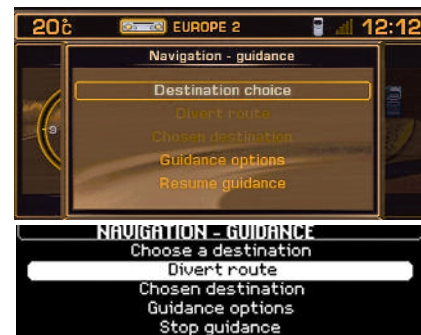 20c EUROPE 2 12:12
Navigation - guidance
Destination choice
Divert route
Chosen destination
Guidance options
Resume guidance
NAVIGATION - GUIDANCE
Choose a destination
Divert route
Chosen destination
Guidance options
Stop guidance